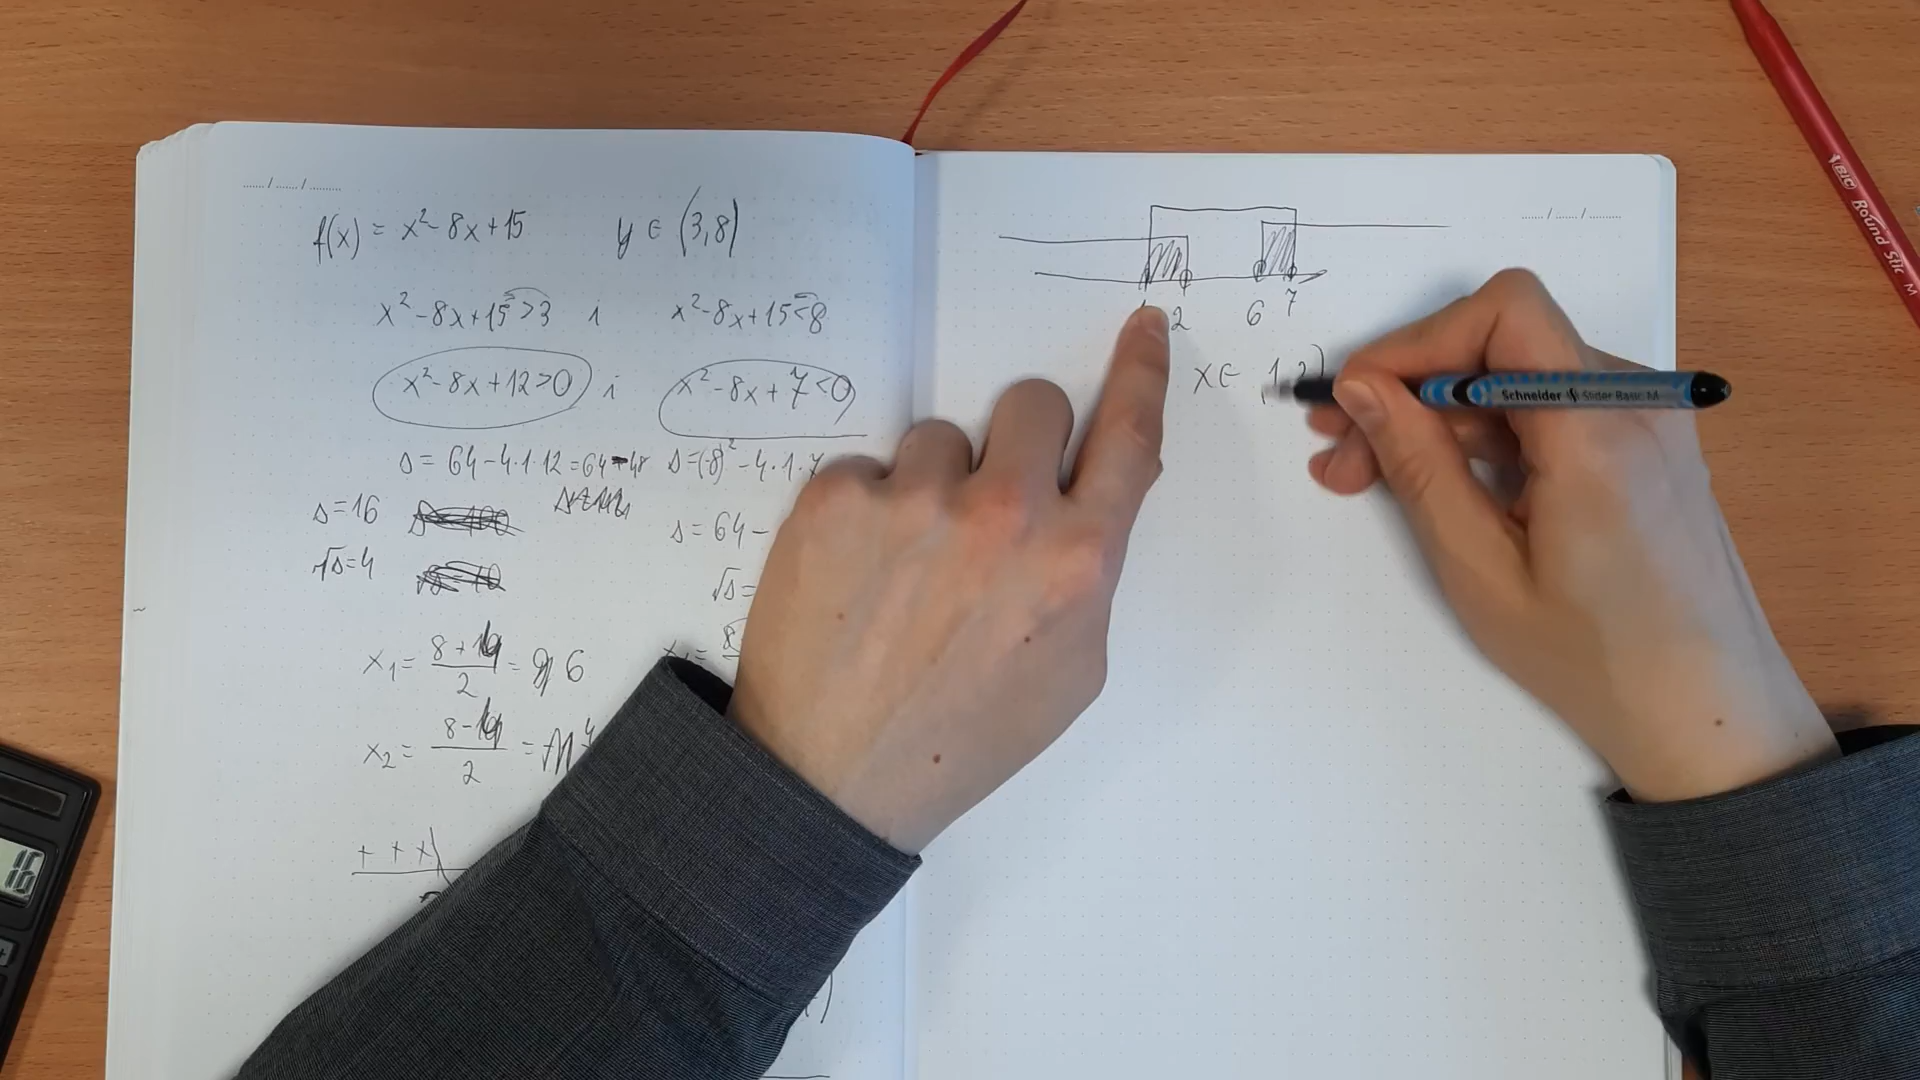 ..... / ..... / .........
f(x) = x² - 8x + 15 y ∈ (3,8)
x² - 8x + 15 > 3 i x² - 8x + 15 < 8
x² - 8x + 12 > 0 i x² - 8x + 7 < 0
Δ = 64 - 4·1·12 = 64 - 48 Δ = (-8)² - 4·1·7
Δ = 16 Δ = 64 -
√Δ = 4 √Δ =
x₁ = 8 + 4 / 2 = 6
x₂ = 8 - 4 / 2 =
+ + +
..... / ..... / .........
2 6 7
x ∈ (1,2)
Schneider Slider Basic M
BIC Round Stic M
16